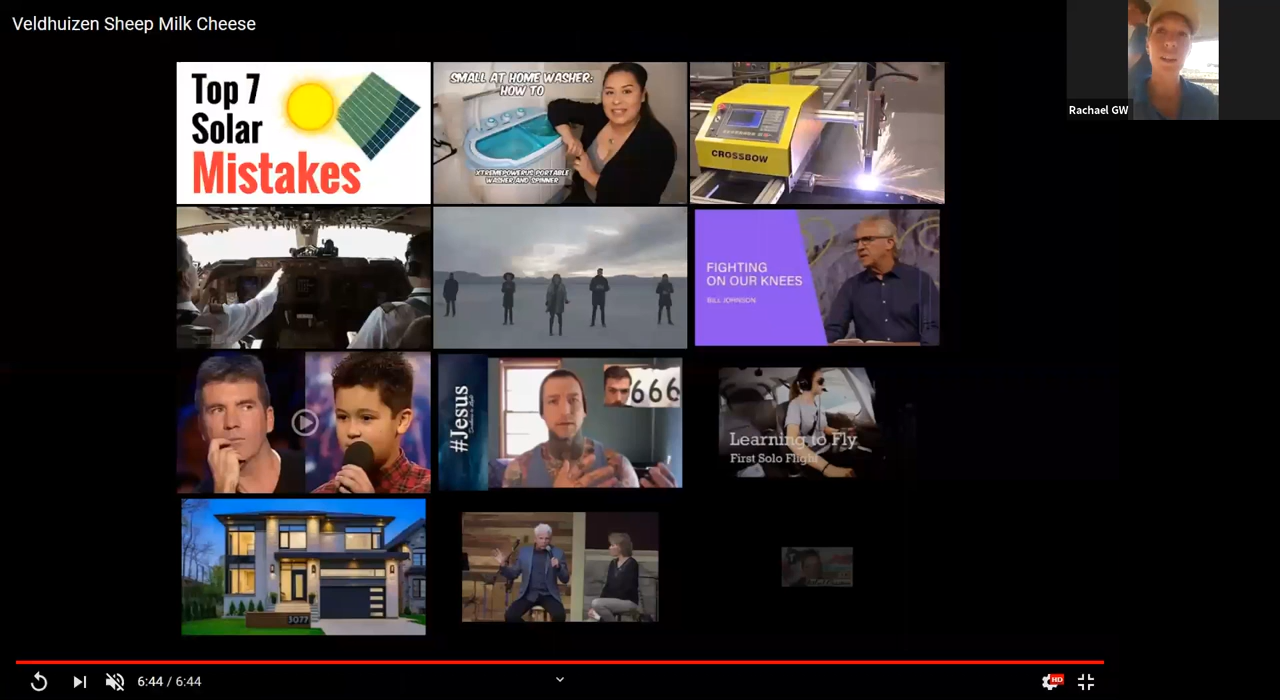 Veldhuizen Sheep Milk Cheese
Rachael GW
Top 7
Solar
Mistakes
SMALL AT HOME WASHER:
HOW TO
XTREMEPOWERUS PORTABLE
WASHER AND SPINNER
CROSSBOW
FIGHTING
ON OUR KNEES
BILL JOHNSON
#Jesus
666
Learning to Fly
First Solo Flight
3077
6:44 / 6:44
HD